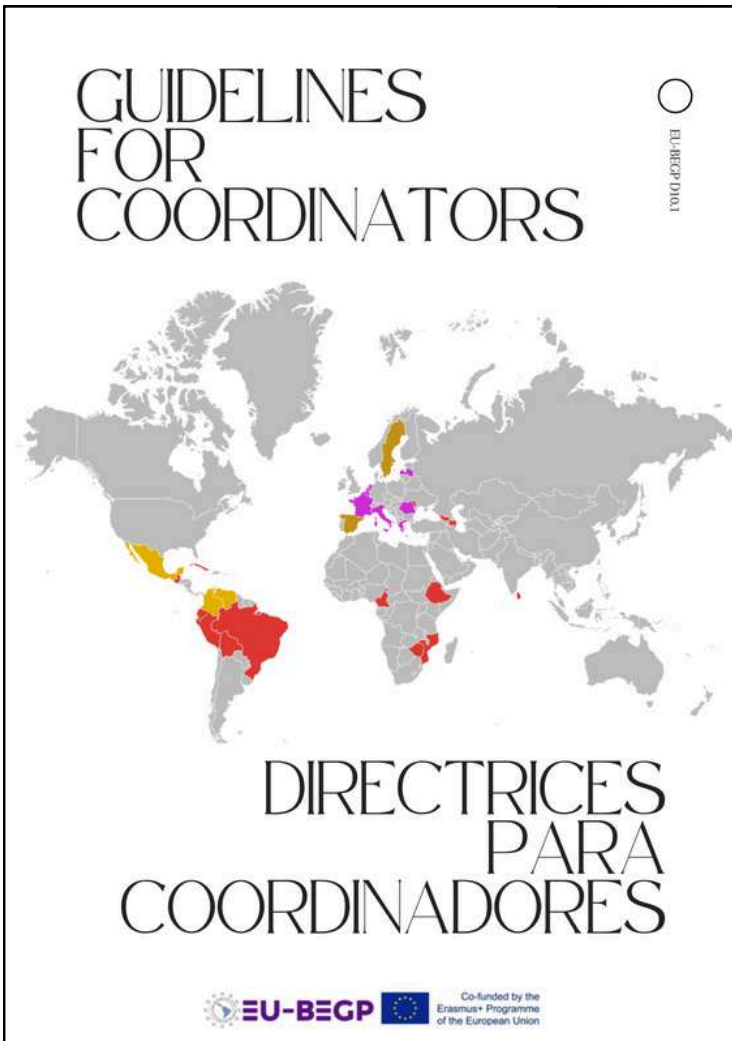 GUIDELINES
FOR
COORDINATORS
EU-BEGP D10.1
DIRECTRICES
PARA
COORDINADORES
EU-BEGP
Co-funded by the
Erasmus+ Programme
of the European Union